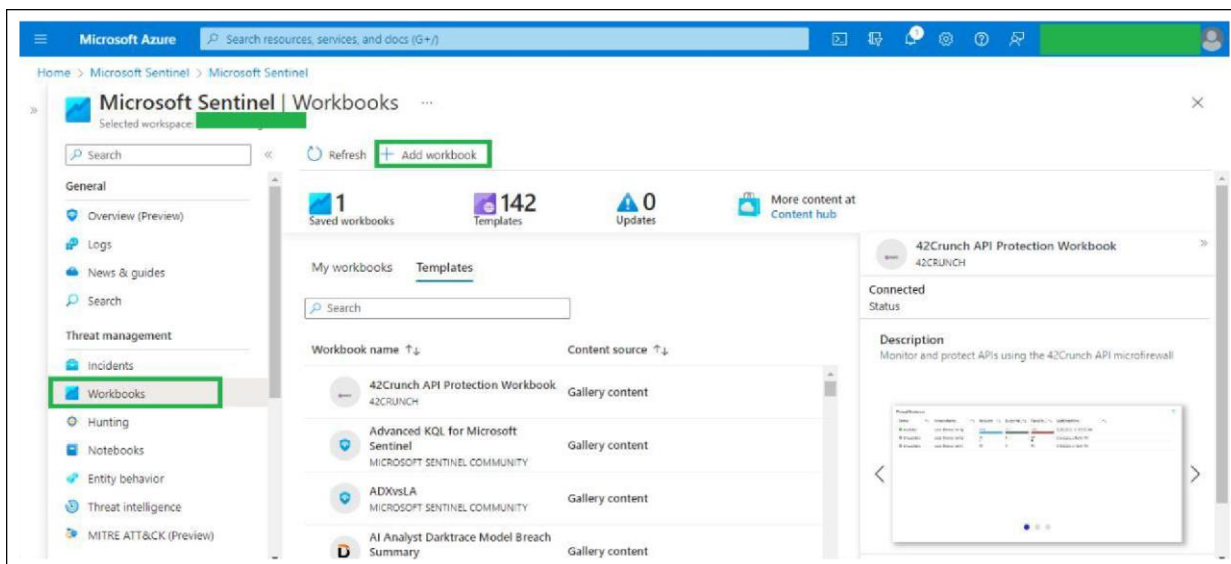 Microsoft Azure
Search resources, services, and docs (G+/)
1
Home > Microsoft Sentinel > Microsoft Sentinel
Microsoft Sentinel | Workbooks ...
Selected workspace:
Search
Refresh
+ Add workbook
General
Overview (Preview)
Logs
News & guides
Search
Threat management
Incidents
Workbooks
Hunting
Notebooks
Entity behavior
Threat intelligence
MITRE ATT&CK (Preview)
1
Saved workbooks
142
Templates
0
Updates
More content at
Content hub
My workbooks
Templates
Search
Workbook name
Content source
42Crunch API Protection Workbook
42CRUNCH
Gallery content
Advanced KQL for Microsoft
Sentinel
MICROSOFT SENTINEL COMMUNITY
Gallery content
ADXvsLA
MICROSOFT SENTINEL COMMUNITY
Gallery content
AI Analyst Darktrace Model Breach
Summary
Gallery content
42Crunch API Protection Workbook
42CRUNCH
Connected
Status
Description
Monitor and protect APIs using the 42Crunch API microfirewall